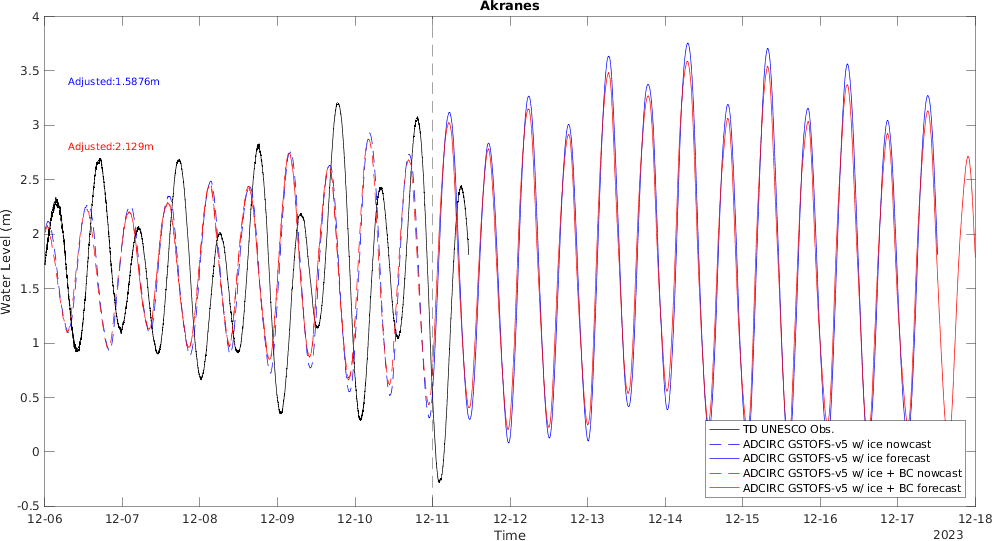 Akranes
4
3.5
3
2.5
2
1.5
1
0.5
0
-0.5
Water Level (m)
Adjusted:1.5876m
Adjusted:2.129m
TD UNESCO Obs.
ADCIRC GSTOFS-v5 w/ ice nowcast
ADCIRC GSTOFS-v5 w/ ice forecast
ADCIRC GSTOFS-v5 w/ ice + BC nowcast
ADCIRC GSTOFS-v5 w/ ice + BC forecast
12-06 12-07 12-08 12-09 12-10 12-11 12-12 12-13 12-14 12-15 12-16 12-17 12-18
Time
2023